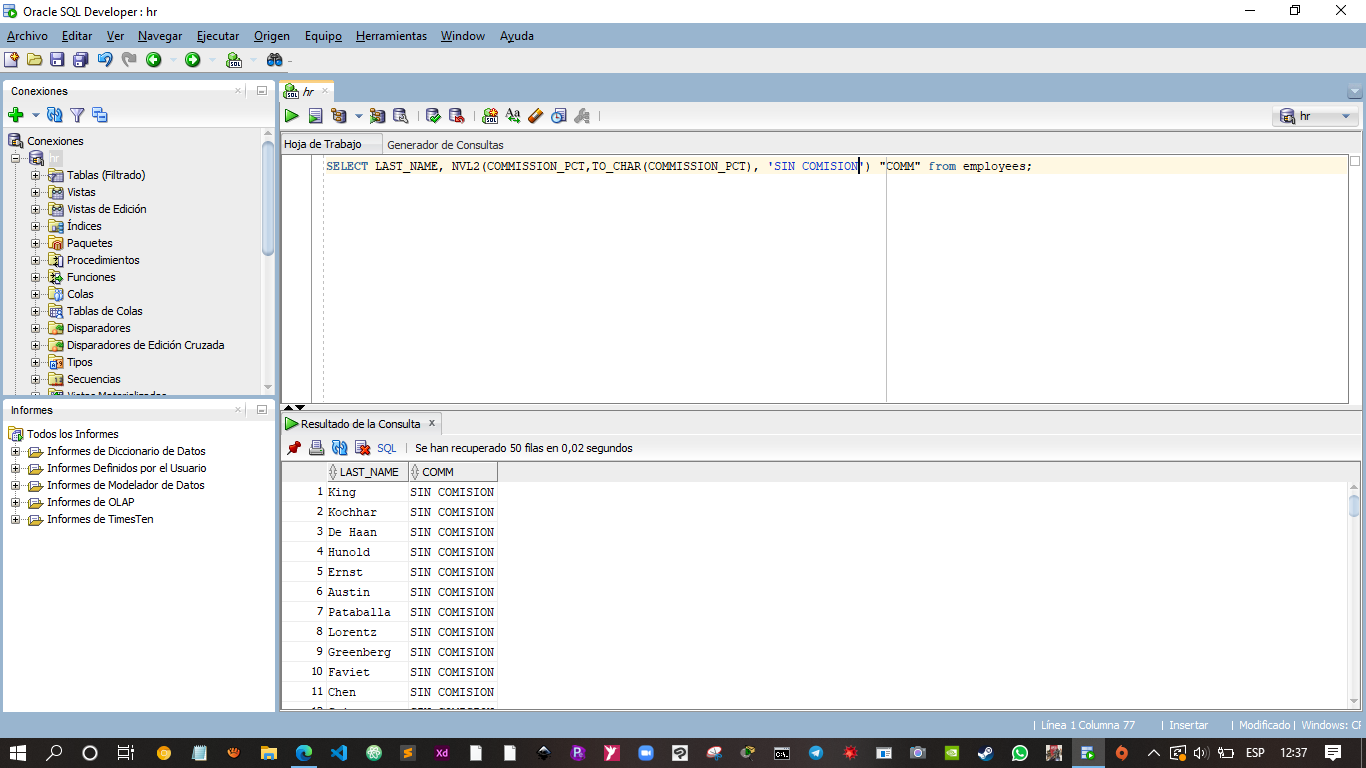 Oracle SQL Developer : hr
Archivo Editar Ver Navegar Ejecutar Origen Equipo Herramientas Window Ayuda
Conexiones
Conexiones
hr
Tablas (Filtrado)
Vistas
Vistas de Edición
Índices
Paquetes
Procedimientos
Funciones
Colas
Tablas de Colas
Disparadores
Disparadores de Edición Cruzada
Tipos
Secuencias
Vistas Materializadas
Informes
Todos los Informes
Informes de Diccionario de Datos
Informes Definidos por el Usuario
Informes de Modelador de Datos
Informes de OLAP
Informes de TimesTen
hr
hr
Hoja de Trabajo Generador de Consultas
SELECT LAST_NAME, NVL2(COMMISSION_PCT,TO_CHAR(COMMISSION_PCT), 'SIN COMISION') "COMM" from employees;
Resultado de la Consulta
SQL | Se han recuperado 50 filas en 0,02 segundos
LAST_NAME COMM
1 King SIN COMISION
2 Kochhar SIN COMISION
3 De Haan SIN COMISION
4 Hunold SIN COMISION
5 Ernst SIN COMISION
6 Austin SIN COMISION
7 Pataballa SIN COMISION
8 Lorentz SIN COMISION
9 Greenberg SIN COMISION
10 Faviet SIN COMISION
11 Chen SIN COMISION
| Línea 1 Columna 77 | Insertar | Modificado | Windows: CF
ESP 12:37